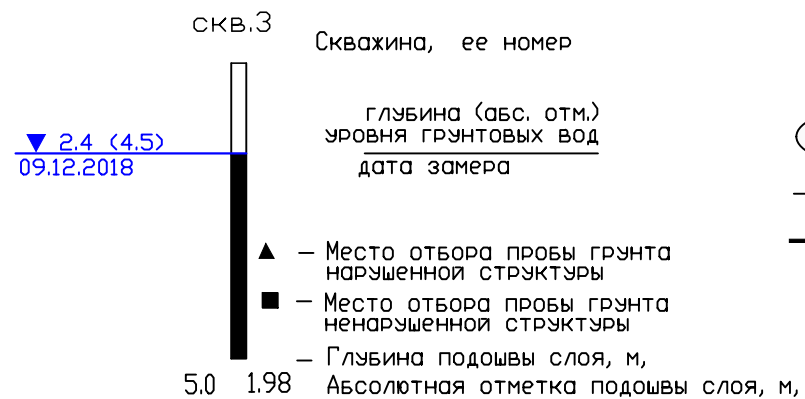 скв.3
Скважина, ее номер
глубина (абс. отм.)
уровня грунтовых вод
▼ 2.4 (4.5)
09.12.2018
дата замера
▲ – Место отбора пробы грунта
нарушенной структуры
■ – Место отбора пробы грунта
ненарушенной структуры
– Глубина подошвы слоя, м,
5.0 1.98 Абсолютная отметка подошвы слоя, м,